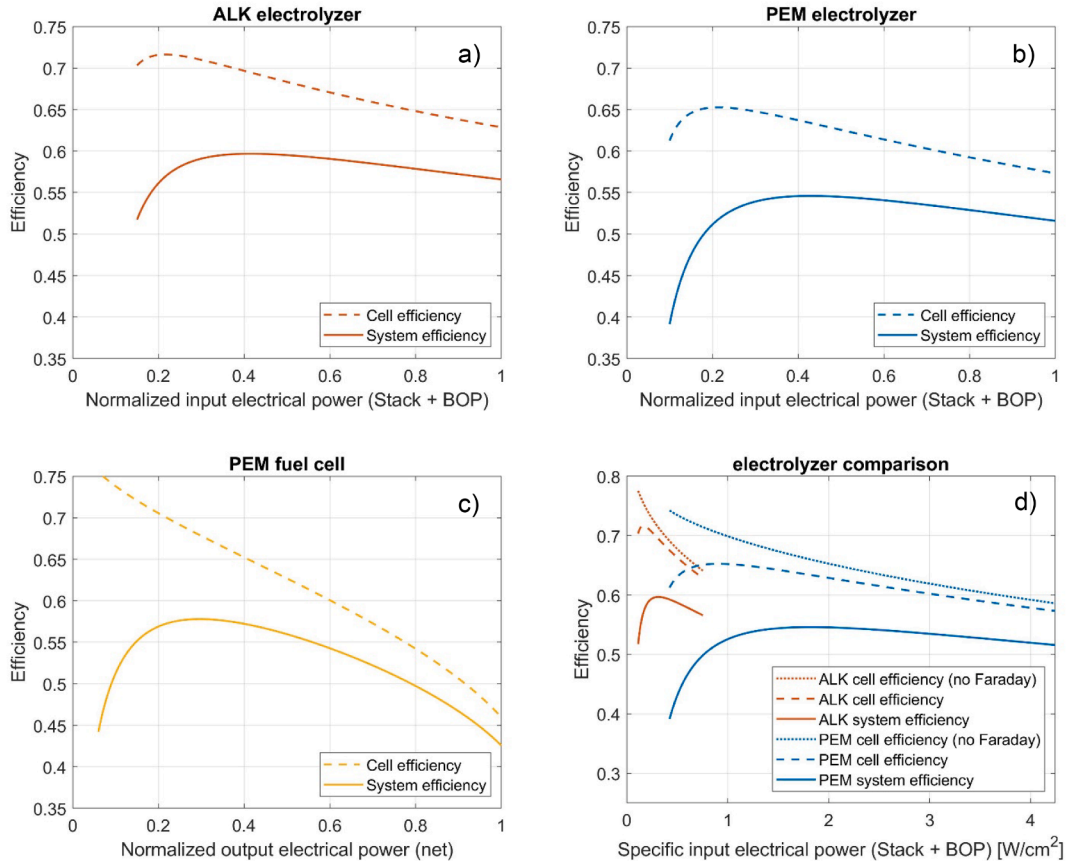 ALK electrolyzer
a)
0.75
0.7
0.65
0.6
0.55
0.5
0.45
0.4
0.35
Efficiency
Cell efficiency
System efficiency
0 0.2 0.4 0.6 0.8 1
Normalized input electrical power (Stack + BOP)
PEM electrolyzer
b)
0.75
0.7
0.65
0.6
0.55
0.5
0.45
0.4
0.35
Efficiency
Cell efficiency
System efficiency
0 0.2 0.4 0.6 0.8 1
Normalized input electrical power (Stack + BOP)
PEM fuel cell
c)
0.75
0.7
0.65
0.6
0.55
0.5
0.45
0.4
0.35
Efficiency
Cell efficiency
System efficiency
0 0.2 0.4 0.6 0.8 1
Normalized output electrical power (net)
electrolyzer comparison
d)
0.8
0.7
0.6
0.5
0.4
0.3
Efficiency
ALK cell efficiency (no Faraday)
ALK cell efficiency
ALK system efficiency
PEM cell efficiency (no Faraday)
PEM cell efficiency
PEM system efficiency
0 1 2 3 4
Specific input electrical power (Stack + BOP) [W/cm²]